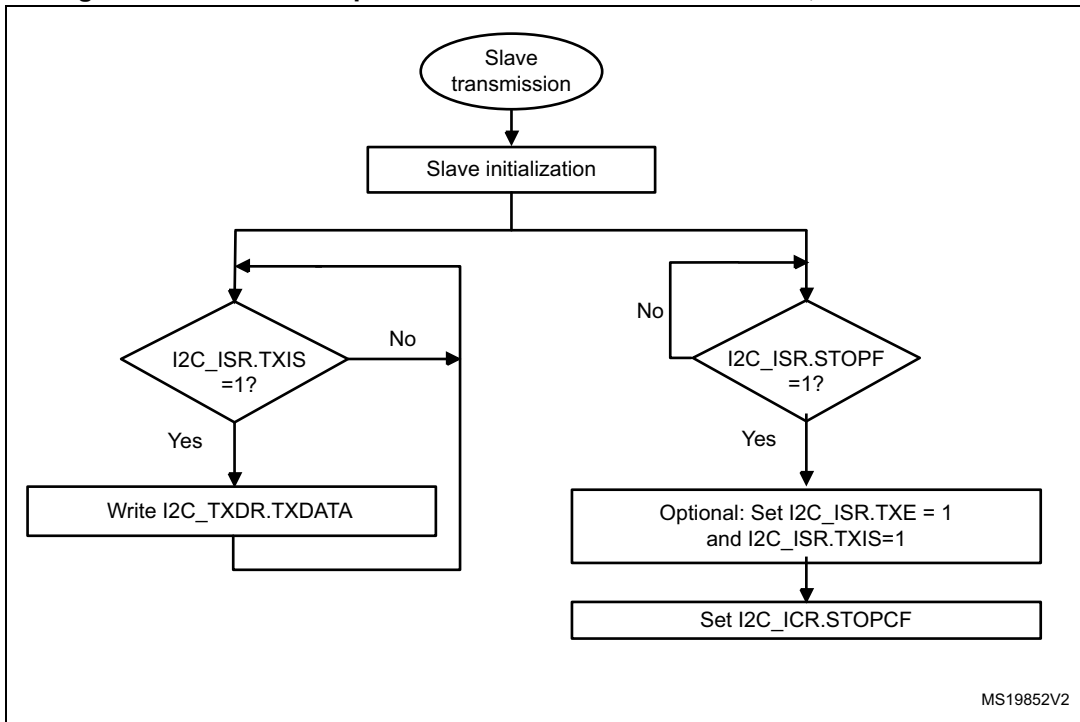 Slave
transmission
Slave initialization
I2C_ISR.TXIS
=1?
No
Yes
Write I2C_TXDR.TXDATA
No
I2C_ISR.STOPF
=1?
Yes
Optional: Set I2C_ISR.TXE = 1
and I2C_ISR.TXIS=1
Set I2C_ICR.STOPCF
MS19852V2